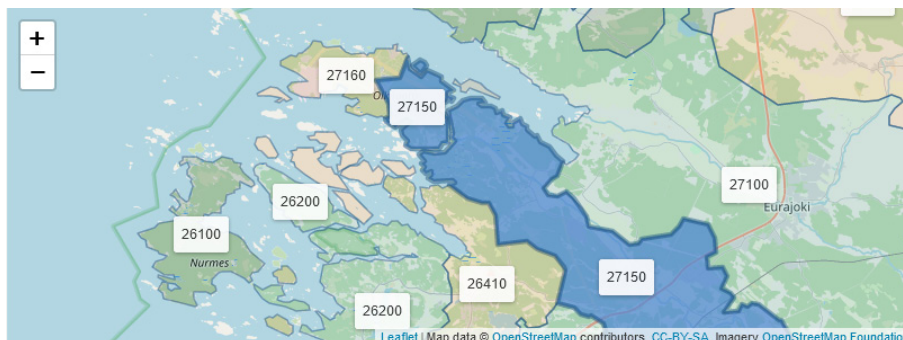 +
−
27160
Ol
27150
27100
26200
Eurajoki
26100
Nurmes
27150
26410
26200
Leaflet | Map data © OpenStreetMap contributors, CC-BY-SA, Imagery OpenStreetMap Foundatio